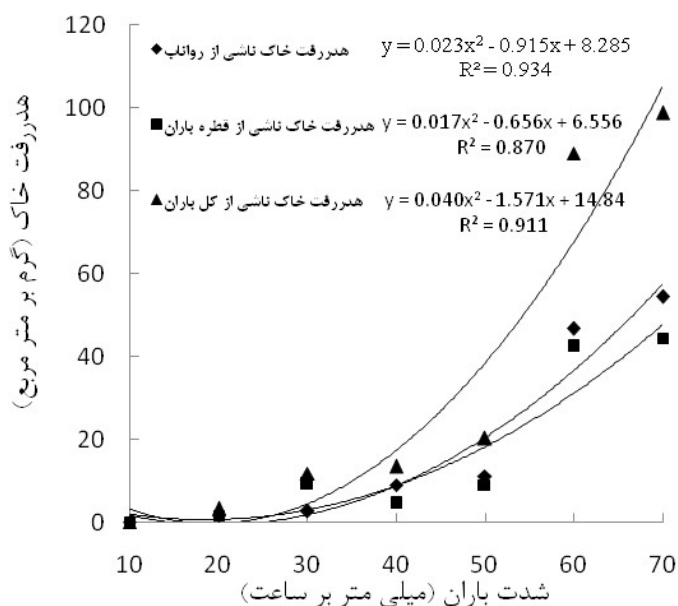 120
100
80
60
40
20
0
هدررفت خاک (گرم بر متر مربع)
هدررفت خاک ناشی از رواناب y = 0.023x² - 0.915x + 8.285
R² = 0.934
هدررفت خاک ناشی از قطره باران y = 0.017x² - 0.656x + 6.556
R² = 0.870
هدررفت خاک ناشی از کل باران y = 0.040x² - 1.571x + 14.84
R² = 0.911
10 20 30 40 50 60 70
شدت باران (میلی متر بر ساعت)